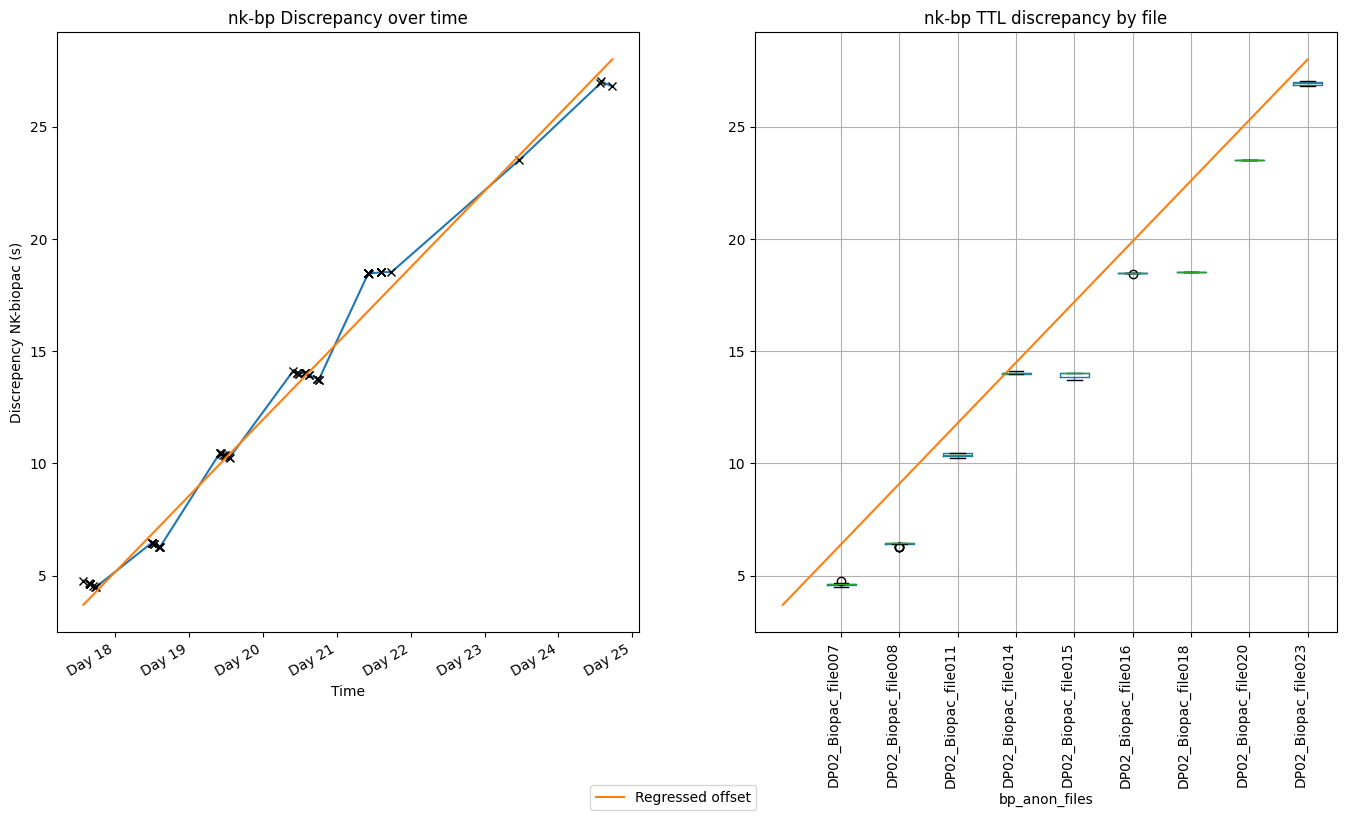 nk-bp Discrepancy over time
Discrepency NK-biopac (s)
25
20
15
10
5
Day 18
Day 19
Day 20
Day 21
Day 22
Day 23
Day 24
Day 25
Time
nk-bp TTL discrepancy by file
25
20
15
10
5
DP02_Biopac_file007
DP02_Biopac_file008
DP02_Biopac_file011
DP02_Biopac_file014
DP02_Biopac_file015
DP02_Biopac_file016
DP02_Biopac_file018
DP02_Biopac_file020
DP02_Biopac_file023
bp_anon_files
Regressed offset